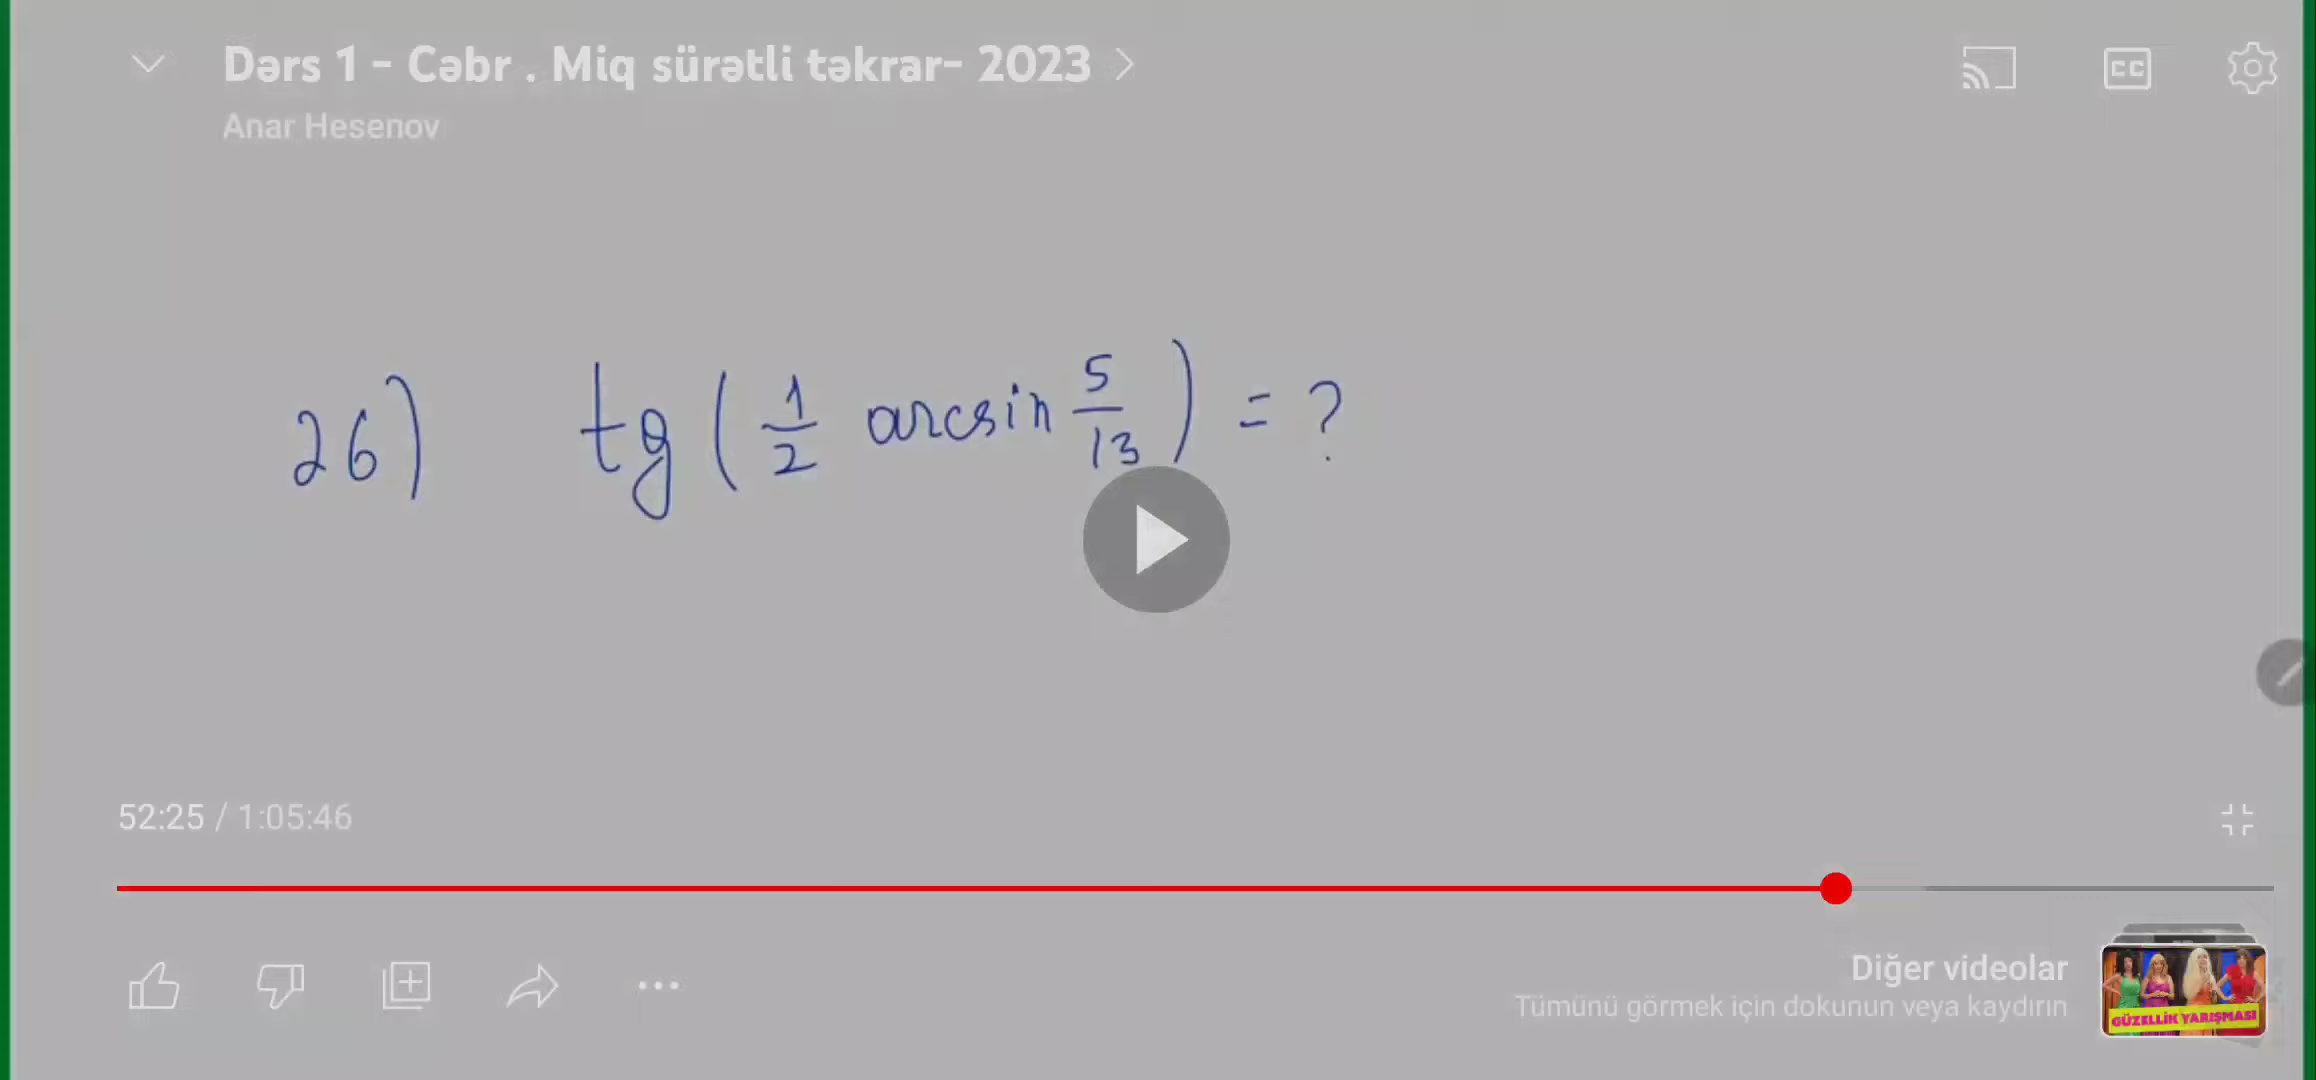 Dərs 1 - Cəbr . Miq sürətli təkrar- 2023
Anar Hesenov
CC
26) tg ( 1/2 arcsin 5/13 ) = ?
52:25 / 1:05:46
Diğer videolar
Tümünü görmek için dokunun veya kaydırın
GÜZELLİK YARIŞMASI